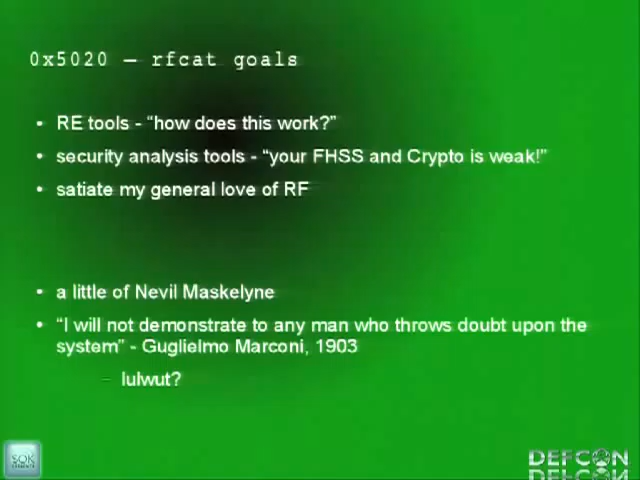 0x5020 – rfcat goals
• RE tools - “how does this work?”
• security analysis tools - “your FHSS and Crypto is weak!”
• satiate my general love of RF
• a little of Nevil Maskelyne
• “I will not demonstrate to any man who throws doubt upon the
system” - Guglielmo Marconi, 1903
– lulwut?
DEFCON